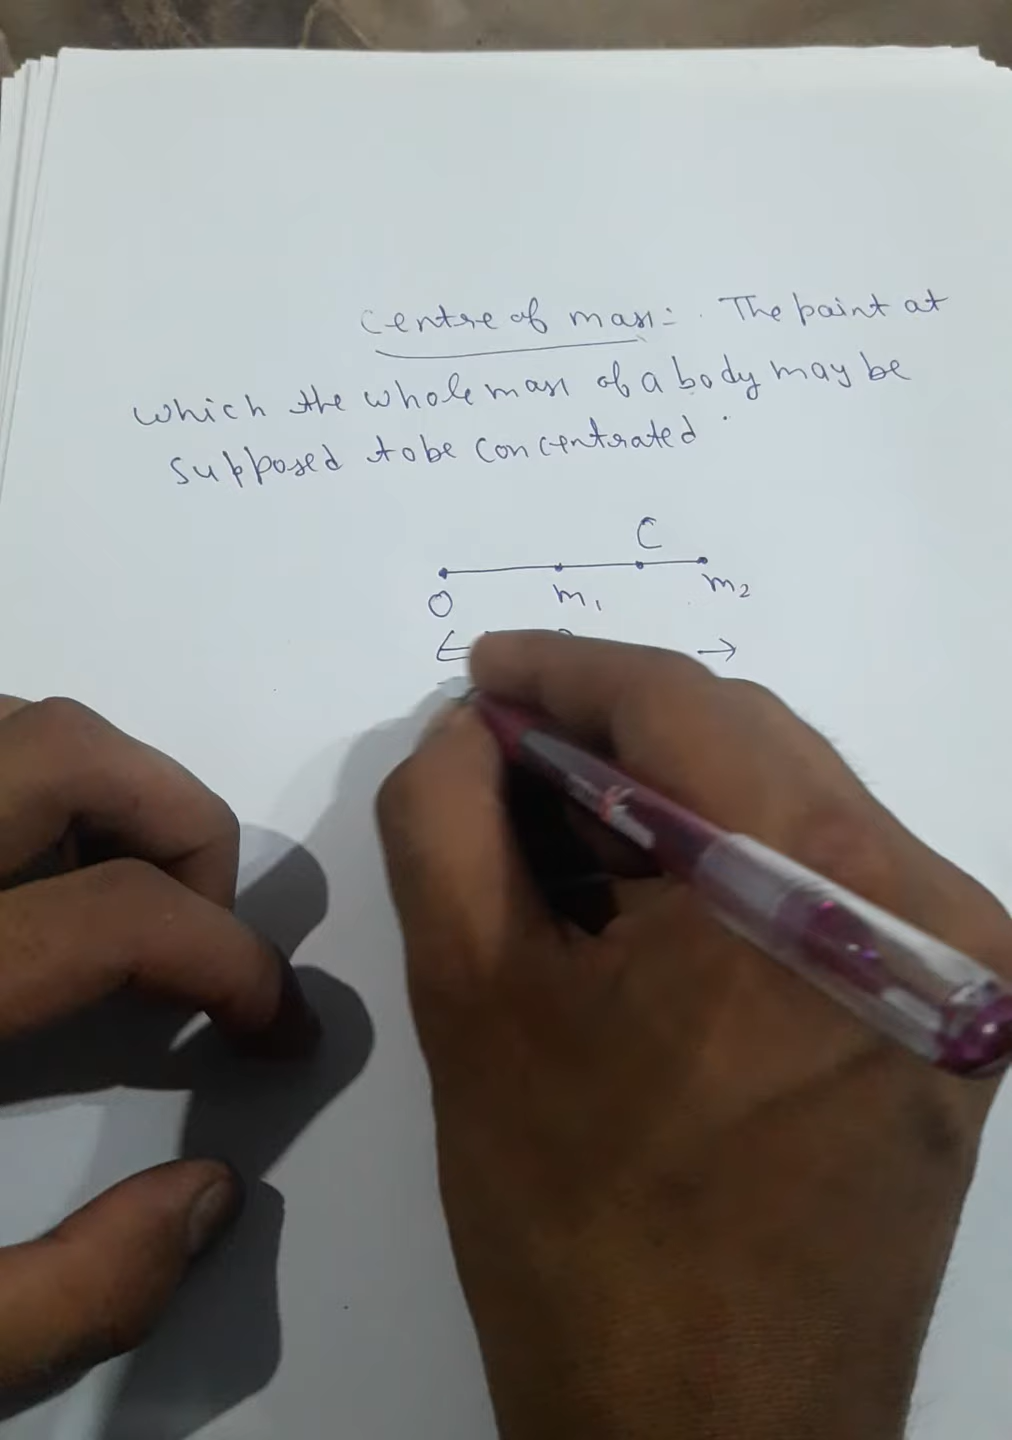 Centre of mass:- The point at
which the whole mass of a body may be
supposed to be concentrated.
C
O m₁ m₂